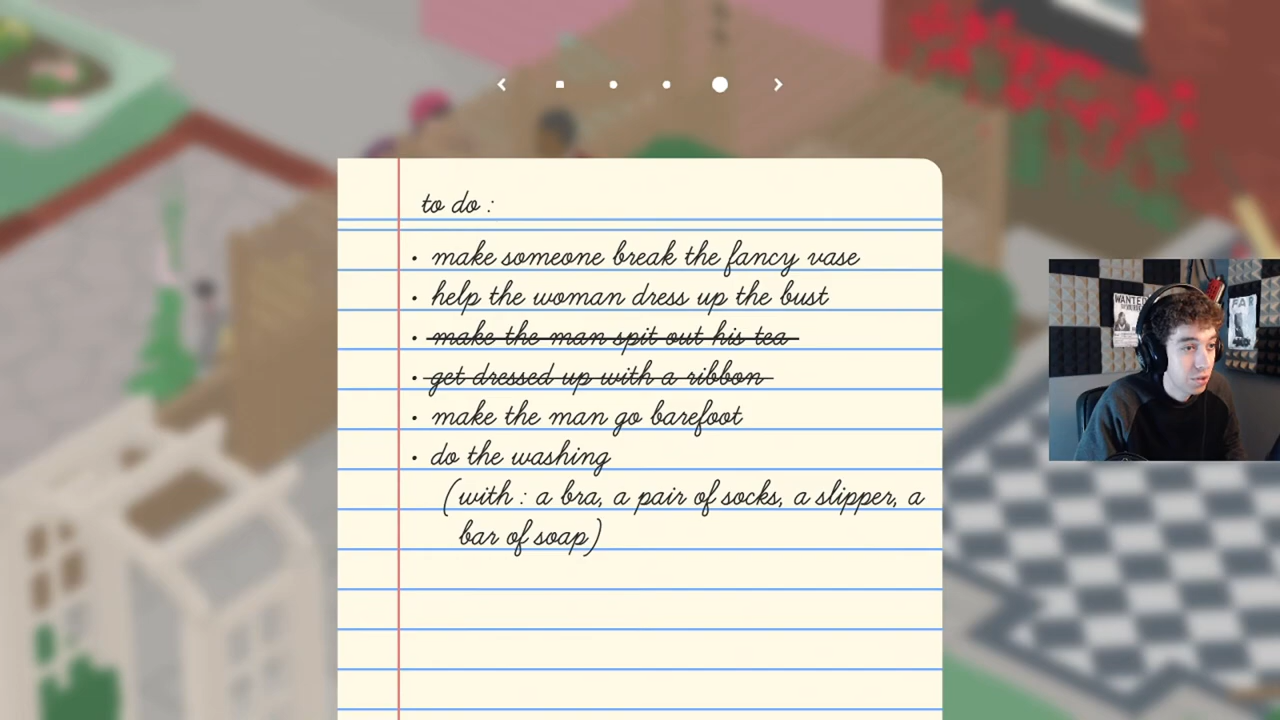 to do :
• make someone break the fancy vase
• help the woman dress up the bust
• make the man spit out his tea
• get dressed up with a ribbon
• make the man go barefoot
• do the washing
(with : a bra, a pair of socks, a slipper, a
bar of soap)
WANTED